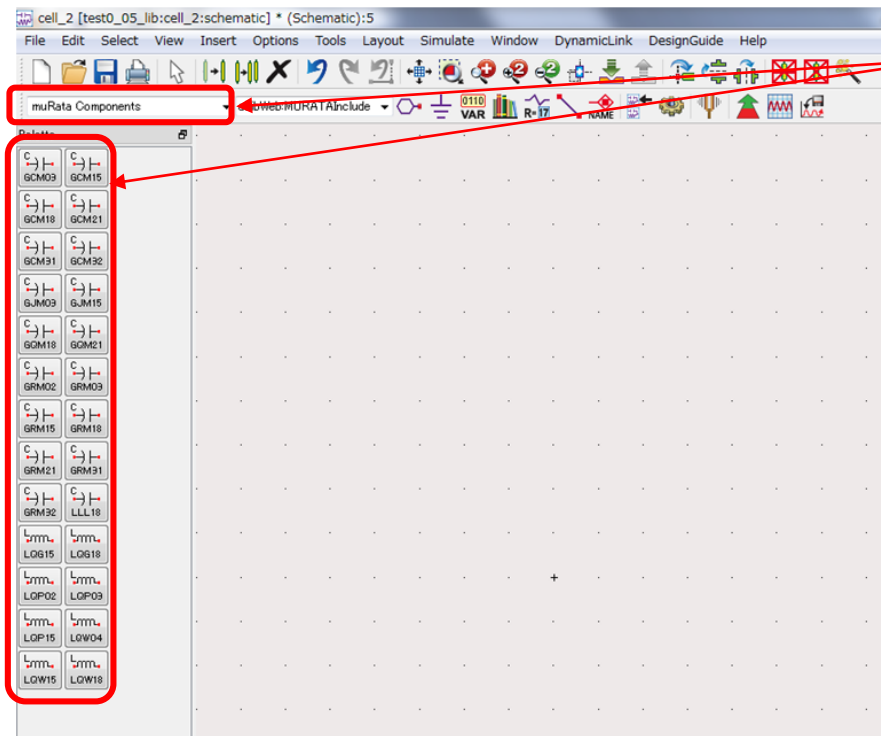 cell_2 [test0_05_lib:cell_2:schematic] * (Schematic):5
File Edit Select View Insert Options Tools Layout Simulate Window DynamicLink DesignGuide Help
muRata Components MURATAInclude 0110 VAR R= 17 NAME
Palette
C C
GCM03 GCM15
C C
GCM18 GCM21
C C
GCM31 GCM32
C C
GJM03 GJM15
C C
GQM18 GQM21
C C
GRM02 GRM03
C C
GRM15 GRM18
C C
GRM21 GRM31
C C
GRM32 LLL18
L L
LQG15 LQG18
L L
LQP02 LQP03
L L
LQP15 LQW04
L L
LQW15 LQW18